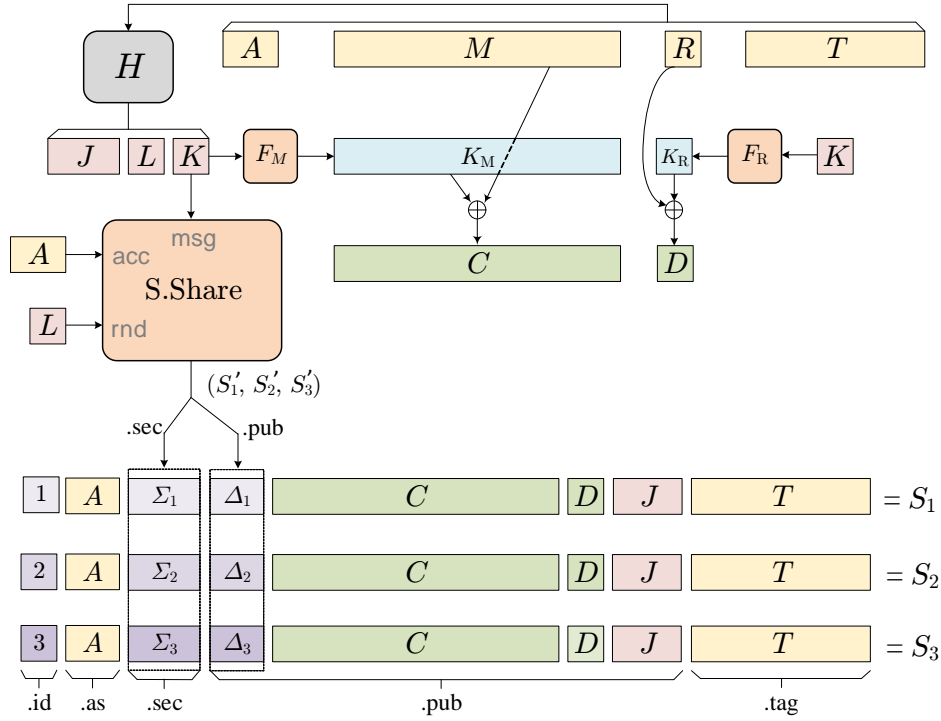 A M R T
H
J L K F_M K_M K_R F_R K
msg
A acc
S.Share
C D
L rnd
(S′_1, S′_2, S′_3)
.sec .pub
1 A Σ_1 Δ_1 C D J T = S_1
2 A Σ_2 Δ_2 C D J T = S_2
3 A Σ_3 Δ_3 C D J T = S_3
.id .as .sec .pub .tag